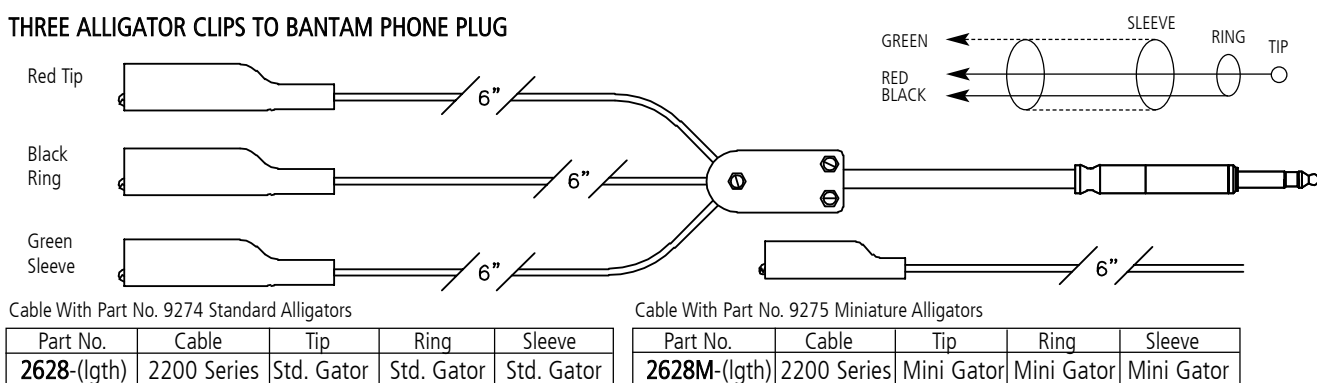 THREE ALLIGATOR CLIPS TO BANTAM PHONE PLUG
SLEEVE
GREEN
RING
TIP
RED
BLACK
Red Tip
6”
Black
Ring
6”
Green
Sleeve
6”
6”
Cable With Part No. 9274 Standard Alligators
Part No. Cable Tip Ring Sleeve
2628-(lgth) 2200 Series Std. Gator Std. Gator Std. Gator
Cable With Part No. 9275 Miniature Alligators
Part No. Cable Tip Ring Sleeve
2628M-(lgth) 2200 Series Mini Gator Mini Gator Mini Gator